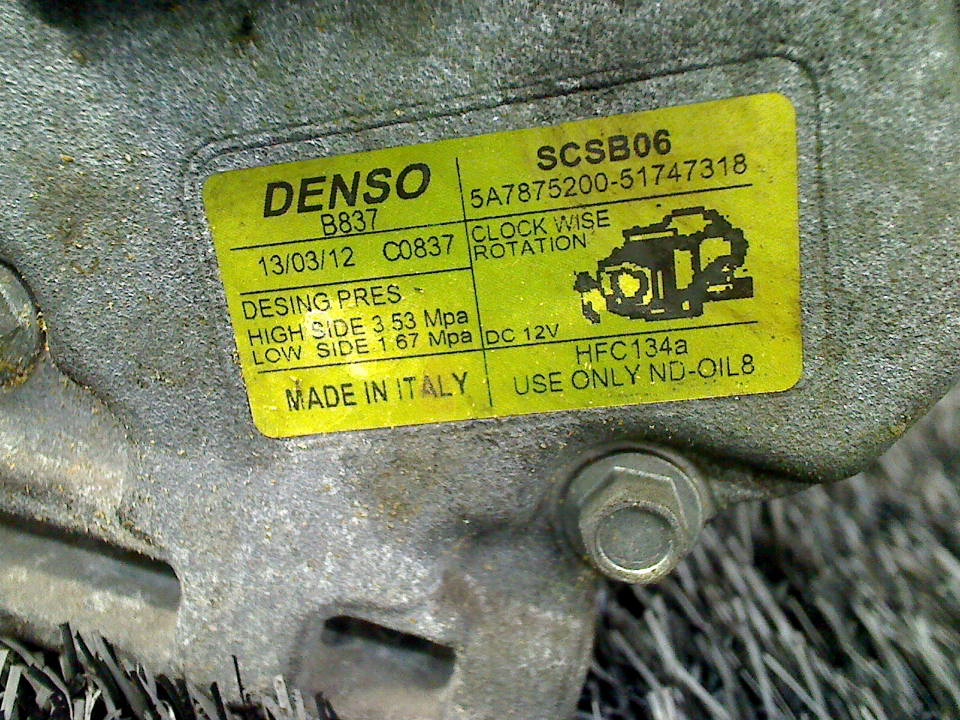 DENSO
B837
13/03/12 C0837
DESING PRES
HIGH SIDE 3.53 Mpa
LOW SIDE 1.67 Mpa
MADE IN ITALY
SCSB06
5A7875200-51747318
CLOCK WISE
ROTATION
DC 12V
HFC134a
USE ONLY ND-OIL8